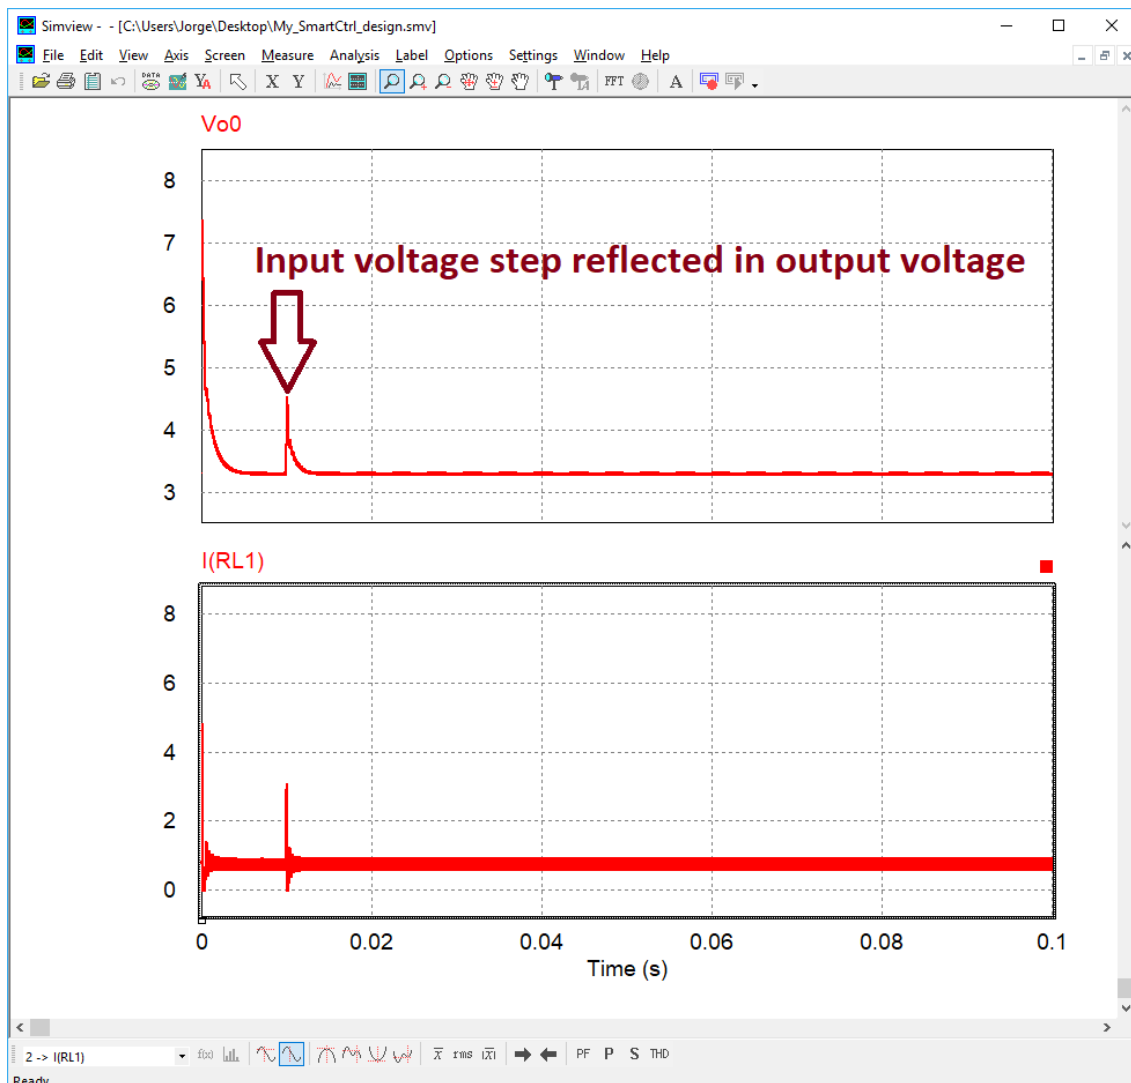 Simview - - [C:\Users\Jorge\Desktop\My_SmartCtrl_design.smv]
File Edit View Axis Screen Measure Analysis Label Options Settings Window Help
DATA YA X Y FFT A
Vo0
8
7
Input voltage step reflected in output voltage
6
5
4
3
I(RL1)
8
6
4
2
0
0 0.02 0.04 0.06 0.08 0.1
Time (s)
2 -> I(RL1) f(x) x rms |x| PF P S THD
Ready